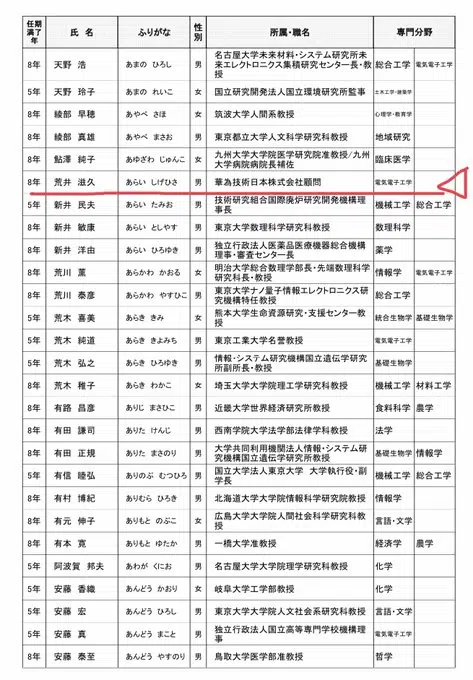 任期満了年 氏 名 ふりがな 性別 所属・職名 専門分野
8年 天野 浩 あまの ひろし 男 名古屋大学未来材料・システム研究所未来エレクトロニクス集積研究センター長・教授 総合工学 電気電子工学
5年 天野 玲子 あまの れいこ 女 国立研究開発法人国立環境研究所監事 土木工学・建築学
8年 綾部 早穂 あやべ さほ 女 筑波大学人間系教授 心理学・教育学
8年 綾部 真雄 あやべ まさお 男 東京都立大学人文科学研究科教授 地域研究
8年 鮎澤 純子 あゆざわ じゅんこ 女 九州大学大学院医学研究院准教授/九州大学病院病院長補佐 臨床医学
8年 荒井 滋久 あらい しげひさ 男 華為技術日本株式会社顧問 電気電子工学
5年 新井 民夫 あらい たみお 男 技術研究組合国際廃炉研究開発機構理事長 機械工学 総合工学
8年 新井 敏康 あらい としやす 男 東京大学数理科学研究科教授 数理科学
8年 新井 洋由 あらい ひろゆき 男 独立行政法人医薬品医療機器総合機構理事・審査センター長 薬学
8年 荒川 薫 あらかわ かおる 女 明治大学総合数理学部長・先端数理科学研究科長・教授 情報学 電気電子工学
8年 荒川 泰彦 あらかわ やすひこ 男 東京大学ナノ量子情報エレクトロニクス研究機構特任教授 総合工学
5年 荒木 喜美 あらき きみ 女 熊本大学生命資源研究・支援センター教授 統合生物学 基礎生物学
5年 荒木 純道 あらき きよみち 男 東京工業大学名誉教授 電気電子工学
5年 荒木 弘之 あらき ひろゆき 男 情報・システム研究機構国立遺伝学研究所副所長・教授 基礎生物学
8年 荒木 稚子 あらき わかこ 女 埼玉大学大学院理工学研究科教授 機械工学 材料工学
8年 有路 昌彦 ありじ まさひこ 男 近畿大学世界経済研究所教授 食料科学 農学
8年 有田 謙司 ありた けんじ 男 西南学院大学法学部法律学科教授 法学
8年 有田 正規 ありた まさのり 男 大学共同利用機関法人情報・システム研究機構国立遺伝学研究所教授 基礎生物学 情報学
5年 有信 睦弘 ありのぶ むつひろ 男 国立大学法人東京大学 大学執行役・副学長 機械工学 総合工学
8年 有村 博紀 ありむら ひろき 男 北海道大学大学院情報科学研究院教授 情報学
8年 有元 伸子 ありもと のぶこ 女 広島大学大学院人間社会科学研究科教授 言語・文学
8年 有本 寛 ありもと ゆたか 男 一橋大学准教授 経済学 農学
5年 阿波賀 邦夫 あわが くにお 男 名古屋大学大学院理学研究科教授 化学
5年 安藤 香織 あんどう かおり 女 岐阜大学工学部教授 化学
5年 安藤 宏 あんどう ひろし 男 東京大学大学院人文社会系研究科教授 言語・文学
5年 安藤 真 あんどう まこと 男 独立行政法人国立高等専門学校機構理事 電気電子工学
8年 安藤 泰至 あんどう やすのり 男 鳥取大学医学部准教授 哲学